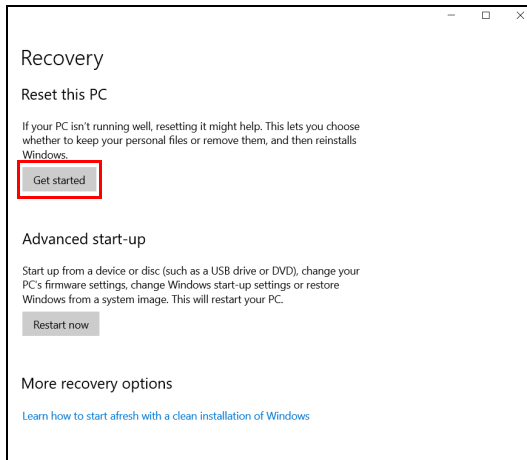 Recovery
Reset this PC
If your PC isn't running well, resetting it might help. This lets you choose
whether to keep your personal files or remove them, and then reinstalls
Windows.
Get started
Advanced start-up
Start up from a device or disc (such as a USB drive or DVD), change your
PC's firmware settings, change Windows start-up settings or restore
Windows from a system image. This will restart your PC.
Restart now
More recovery options
Learn how to start afresh with a clean installation of Windows